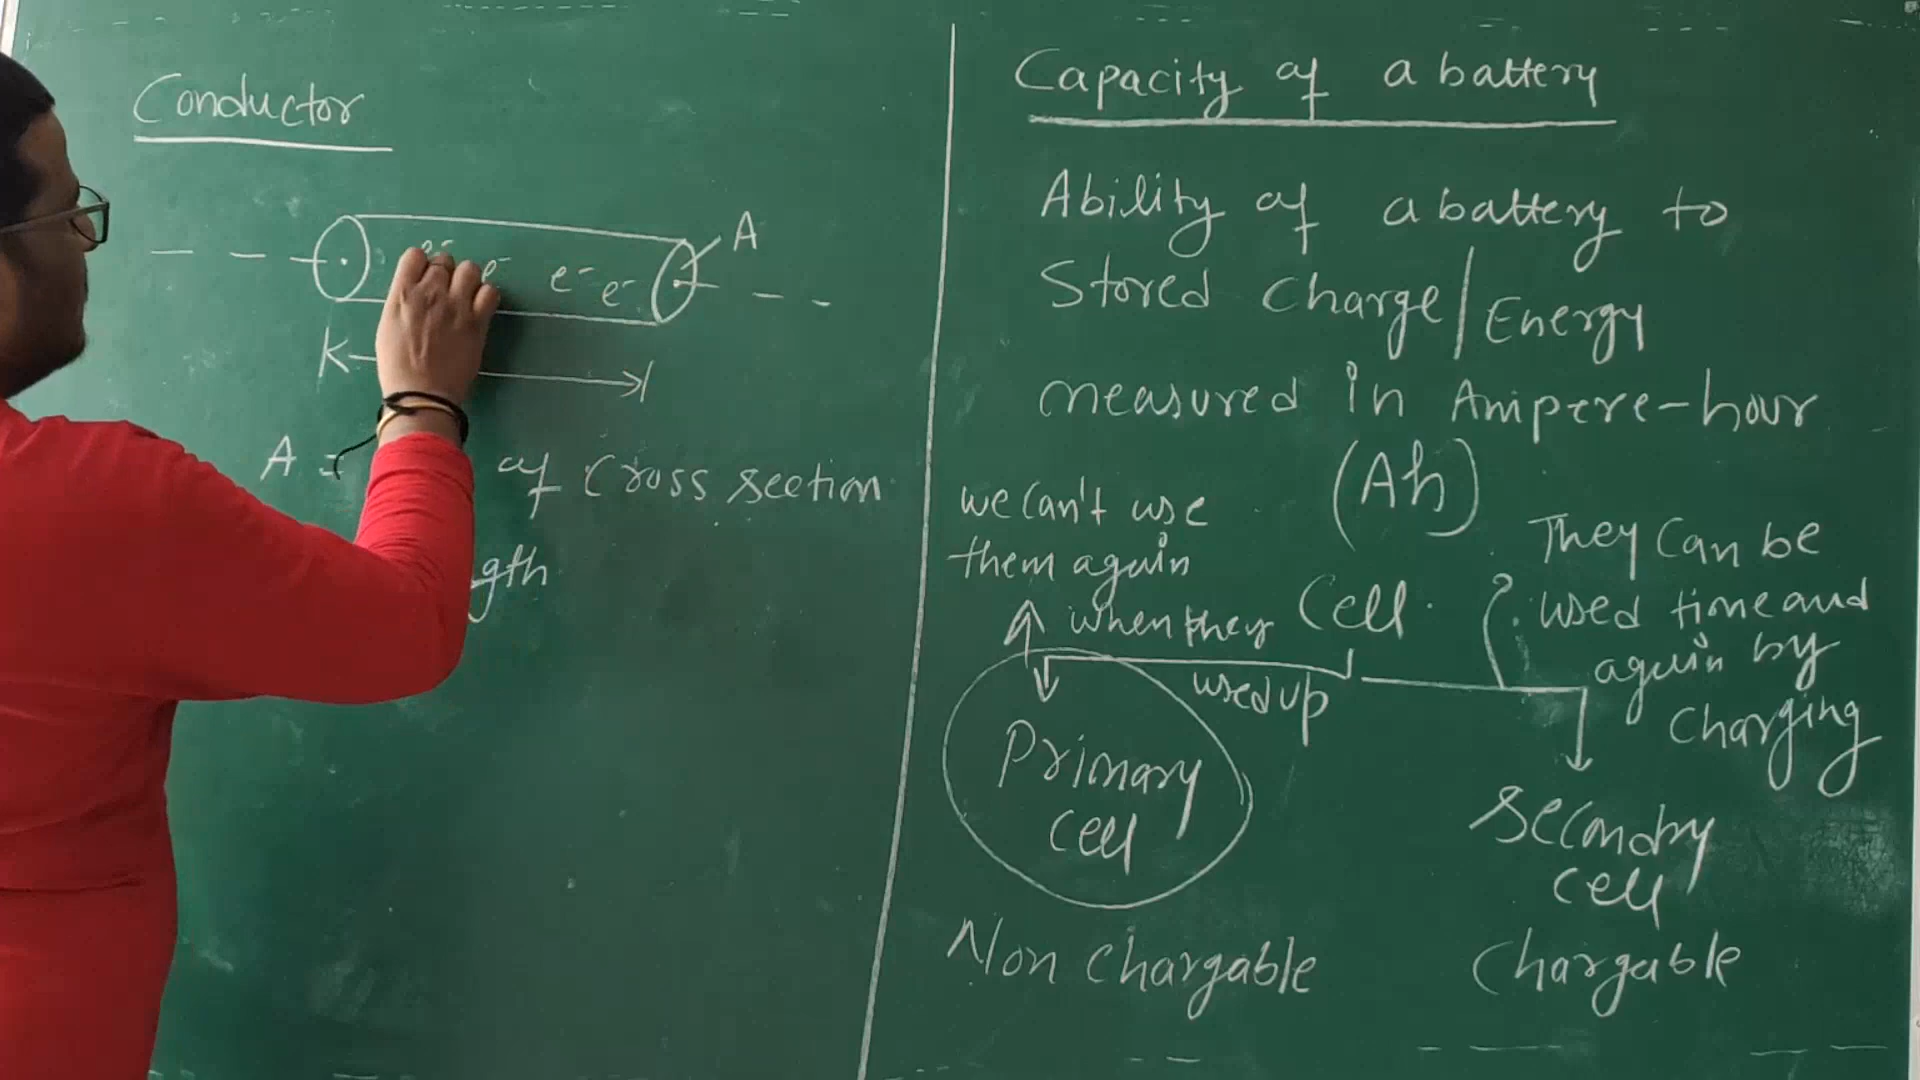 Conductor
A
e- e- e- e-
A = of Cross section
gth
Capacity of a battery
Ability of a battery to
Stored Charge/Energy
measured in Ampere-hour
(Ah)
we can't use
them again
when they
used up
Cell
They can be
used time and
again by
charging
Primary
Cell
Secondry
Cell
Non chargable
Chargable